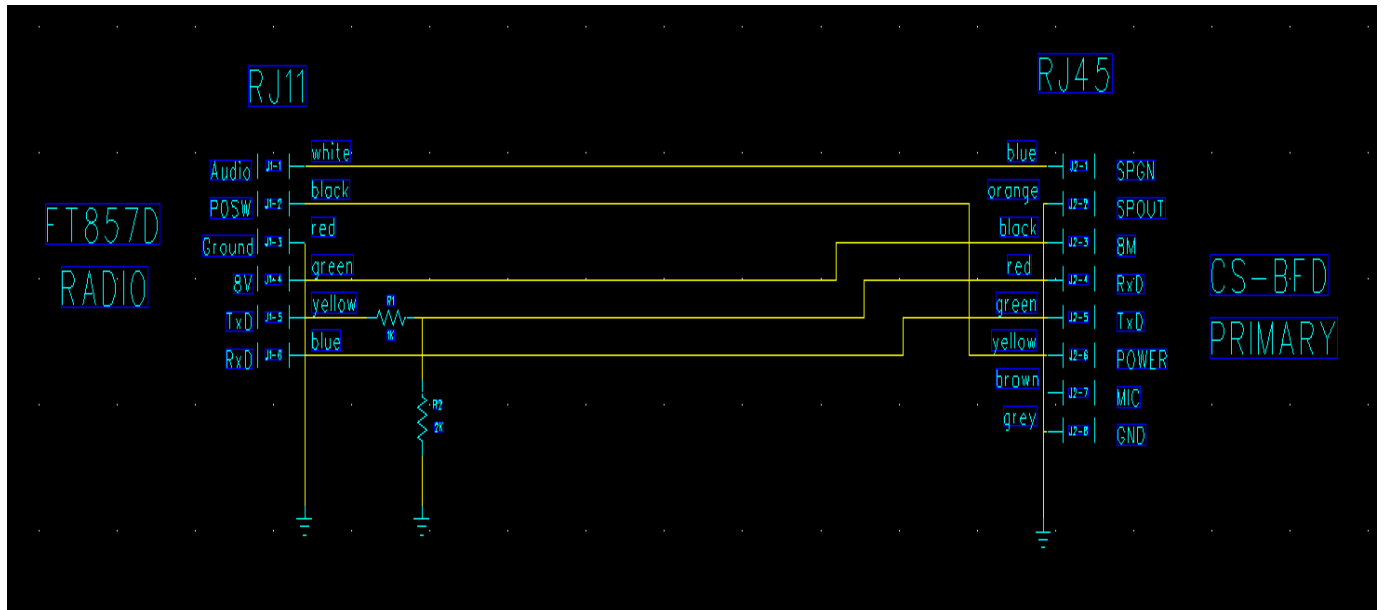 RJ11
RJ45
white
blue
Audio J1-1
J2-1 SPGN
black
orange
POSW J1-2
J2-2 SPOUT
red
black
Ground J1-3
J2-3 8M
green
red
8V J1-4
J2-4 RxD
yellow
R1
green
TxD J1-5
1K
J2-5 TxD
blue
yellow
RxD J1-6
J2-6 POWER
brown
J2-7 MIC
grey
J2-8 GND
R2
2K
FT857D
RADIO
CS-BFD
PRIMARY